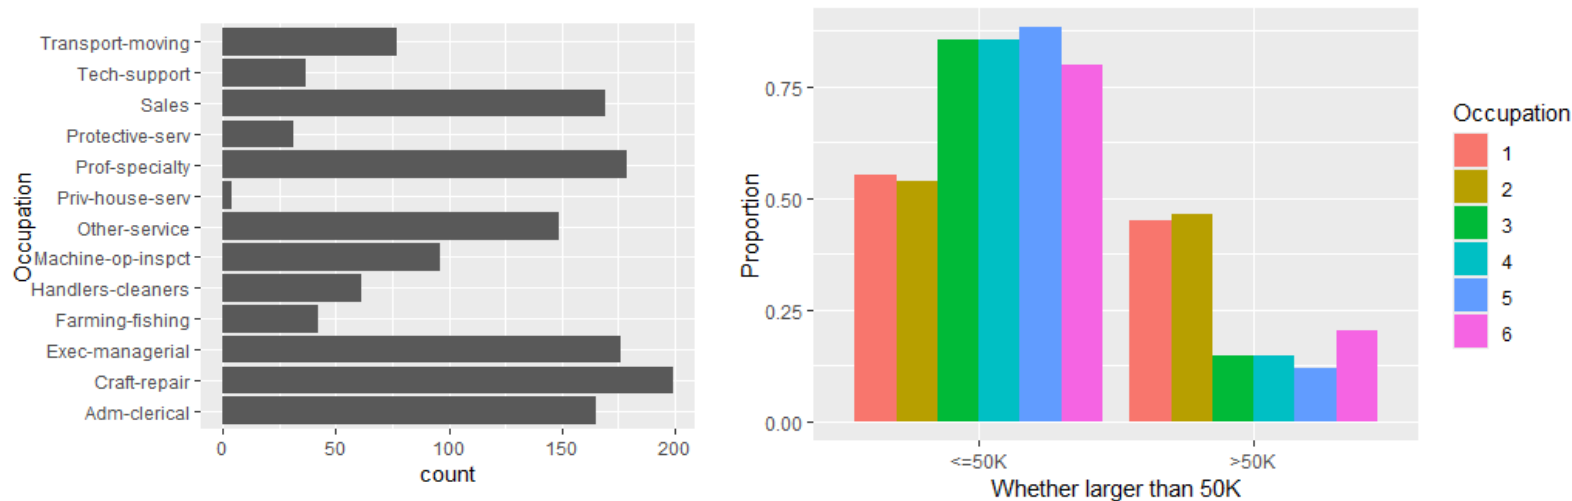 Occupation
Transport-moving
Tech-support
Sales
Protective-serv
Prof-specialty
Priv-house-serv
Other-service
Machine-op-inspct
Handlers-cleaners
Farming-fishing
Exec-managerial
Craft-repair
Adm-clerical
0 50 100 150 200
count
Proportion
0.75
0.50
0.25
0.00
<=50K >50K
Whether larger than 50K
Occupation
1
2
3
4
5
6